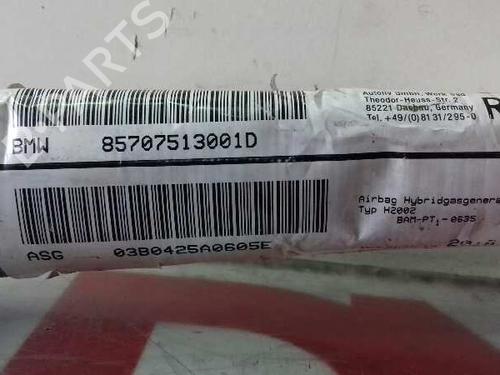 PARTS
Autoliv GmbH, Werk
Theodor-Heuss-Str. 2
85221 Dachau, Germany
Tel. +49/(0)8131/295-0
R
BMW 85707513001D
Airbag Hybridgasgenera
Typ H2002
BAM-PT₁-0635
ASG 03B0425A0605E